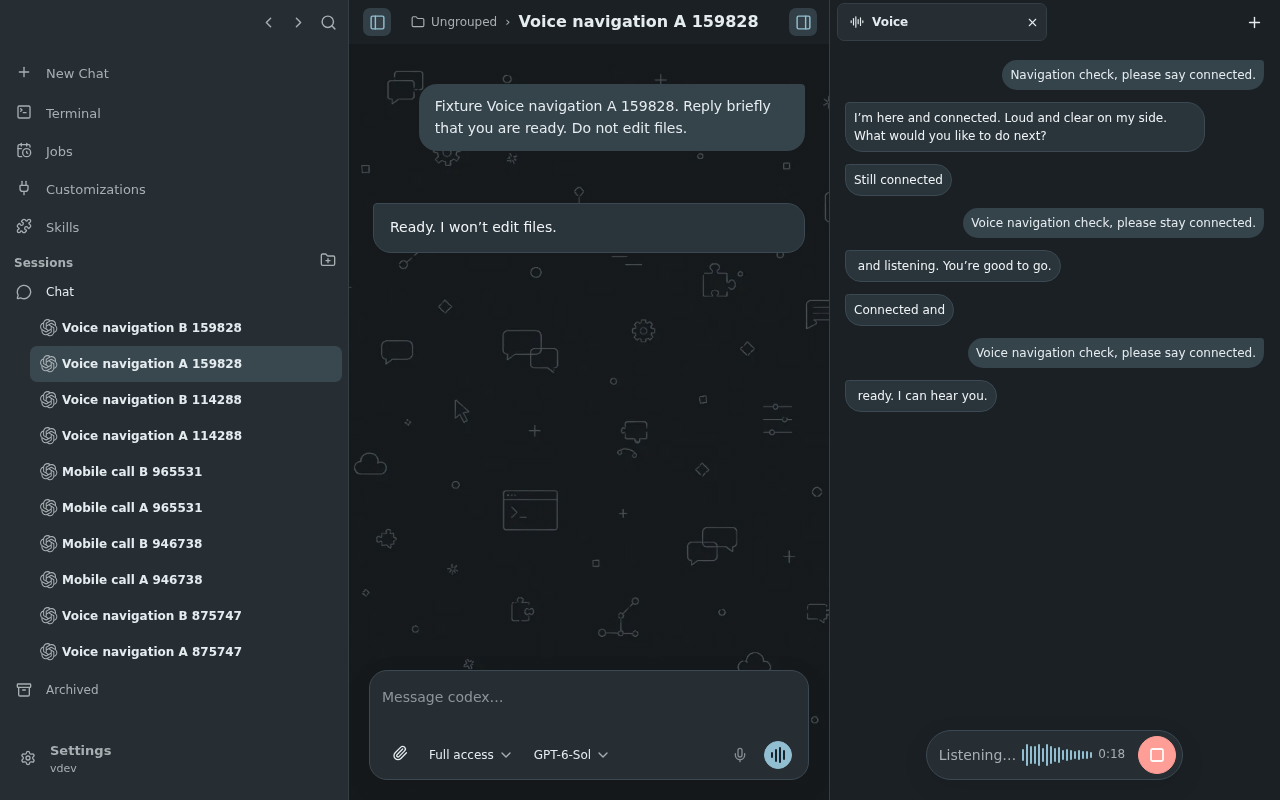 New Chat
Terminal
Jobs
Customizations
Skills
Sessions
Chat
Voice navigation B 159828
Voice navigation A 159828
Voice navigation B 114288
Voice navigation A 114288
Mobile call B 965531
Mobile call A 965531
Mobile call B 946738
Mobile call A 946738
Voice navigation B 875747
Voice navigation A 875747
Archived
Settings
vdev
Ungrouped › Voice navigation A 159828
Fixture Voice navigation A 159828. Reply briefly
that you are ready. Do not edit files.
Ready. I won’t edit files.
Message codex...
Full access
GPT-6-Sol
Voice
Navigation check, please say connected.
I’m here and connected. Loud and clear on my side.
What would you like to do next?
Still connected
Voice navigation check, please stay connected.
and listening. You’re good to go.
Connected and
Voice navigation check, please say connected.
ready. I can hear you.
Listening... 0:18